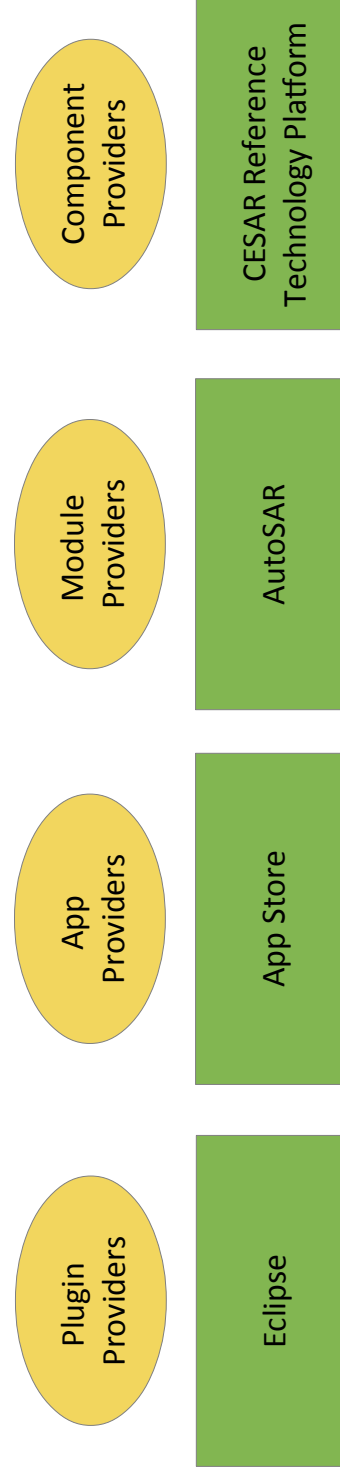 Plugin
Providers
App
Providers
Module
Providers
Component
Providers
Eclipse
App Store
AutoSAR
CESAR Reference
Technology Platform